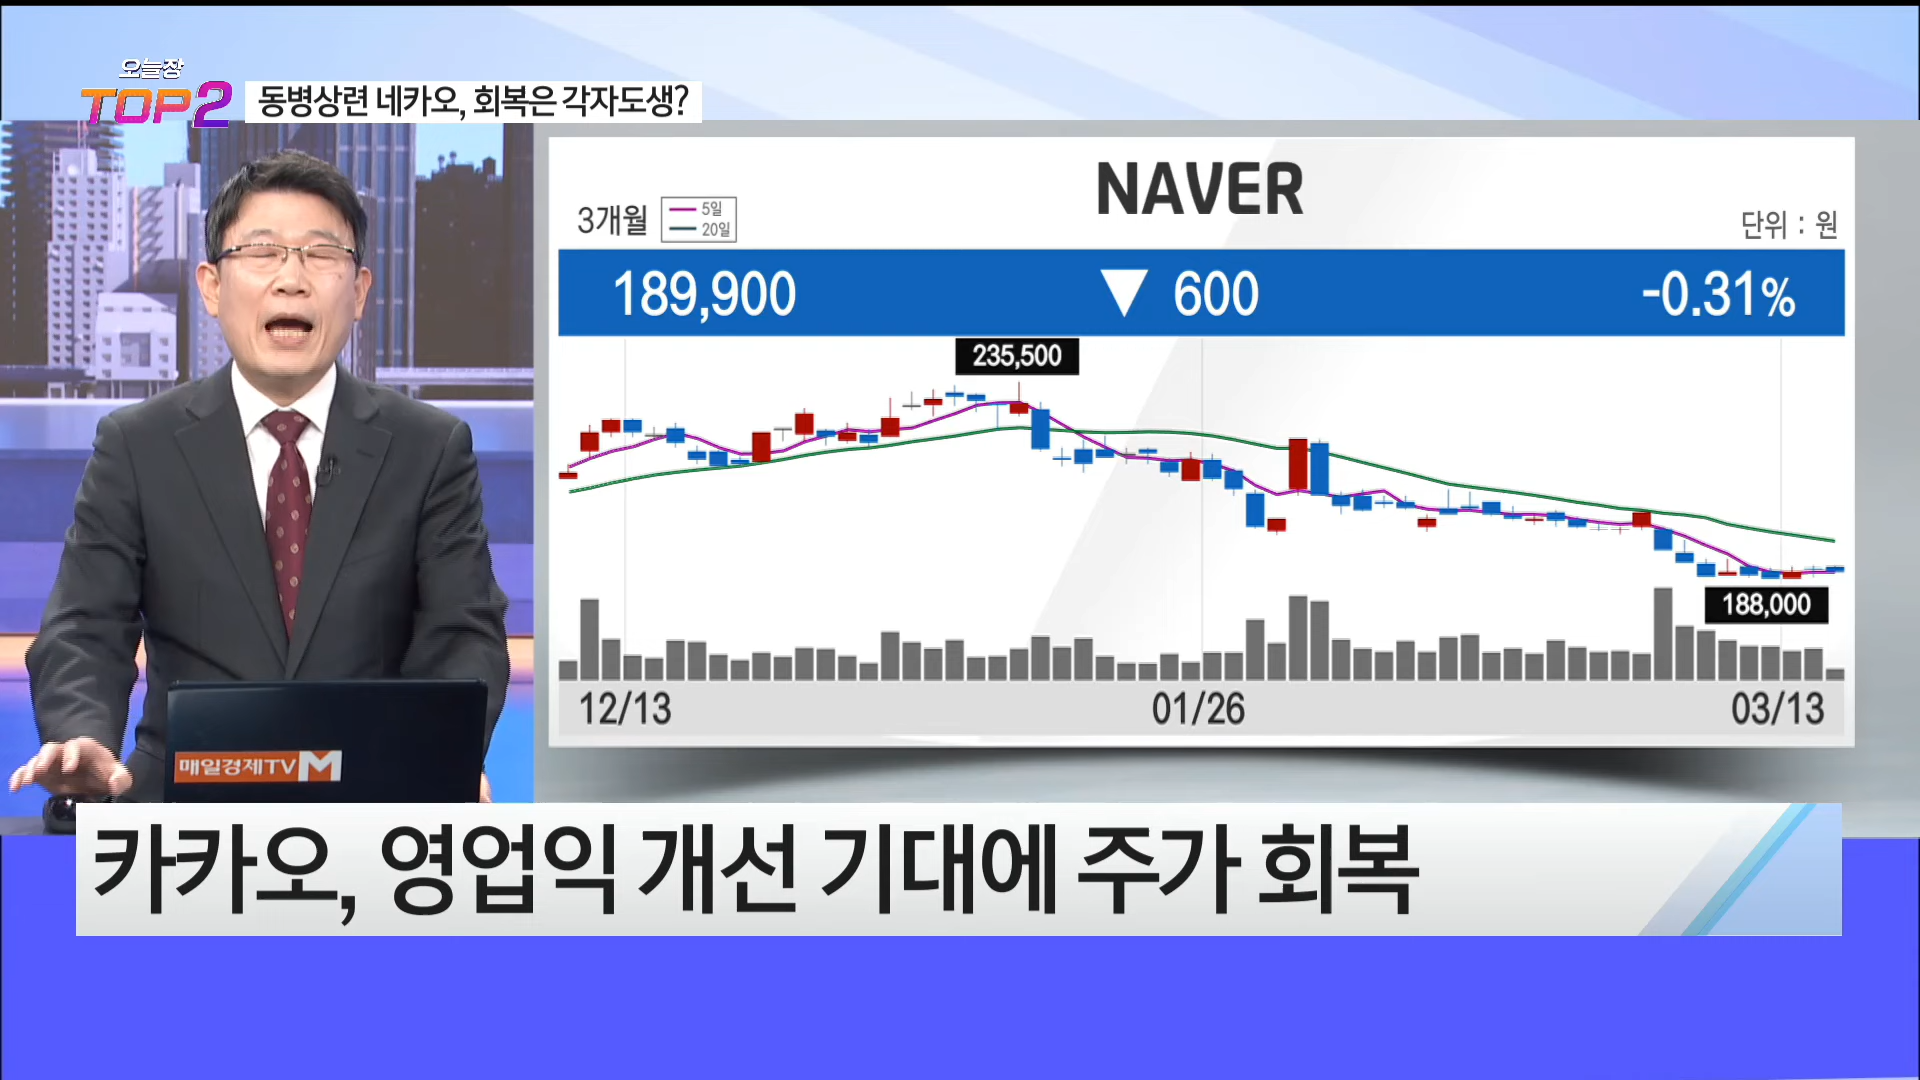 오늘장
TOP2
동병상련 네카오, 회복은 각자도생?
NAVER
3개월
5일
20일
단위 : 원
189,900 ▼ 600 -0.31%
235,500
188,000
12/13 01/26 03/13
매일경제TV M
카카오, 영업익 개선 기대에 주가 회복